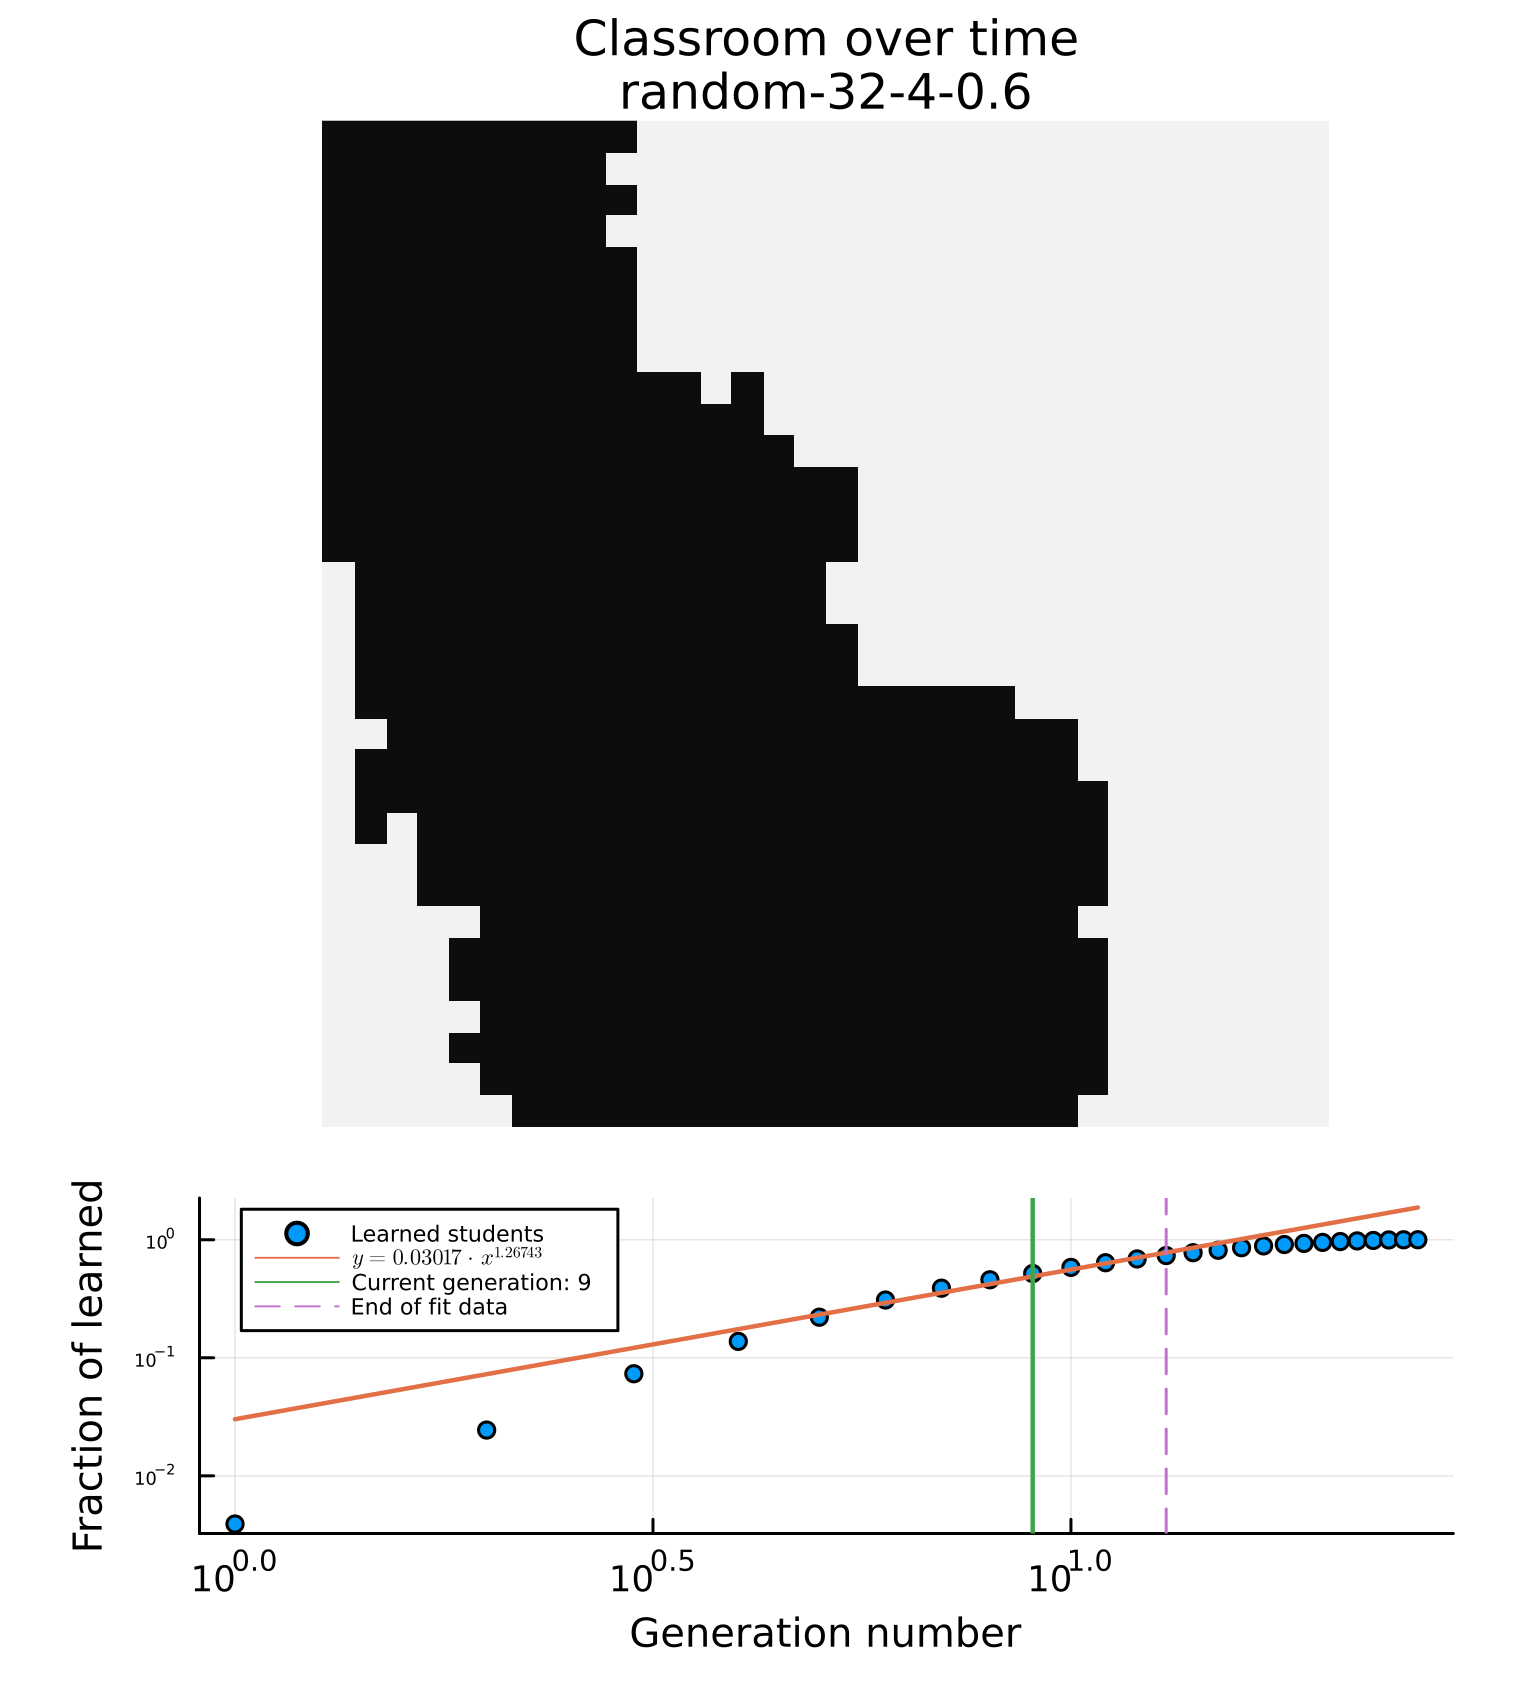 Classroom over time
random-32-4-0.6
Fraction of learned
10^0
10^-1
10^-2
Learned students
y = 0.03017 · x^1.26743
Current generation: 9
End of fit data
10^0.0
10^0.5
10^1.0
Generation number